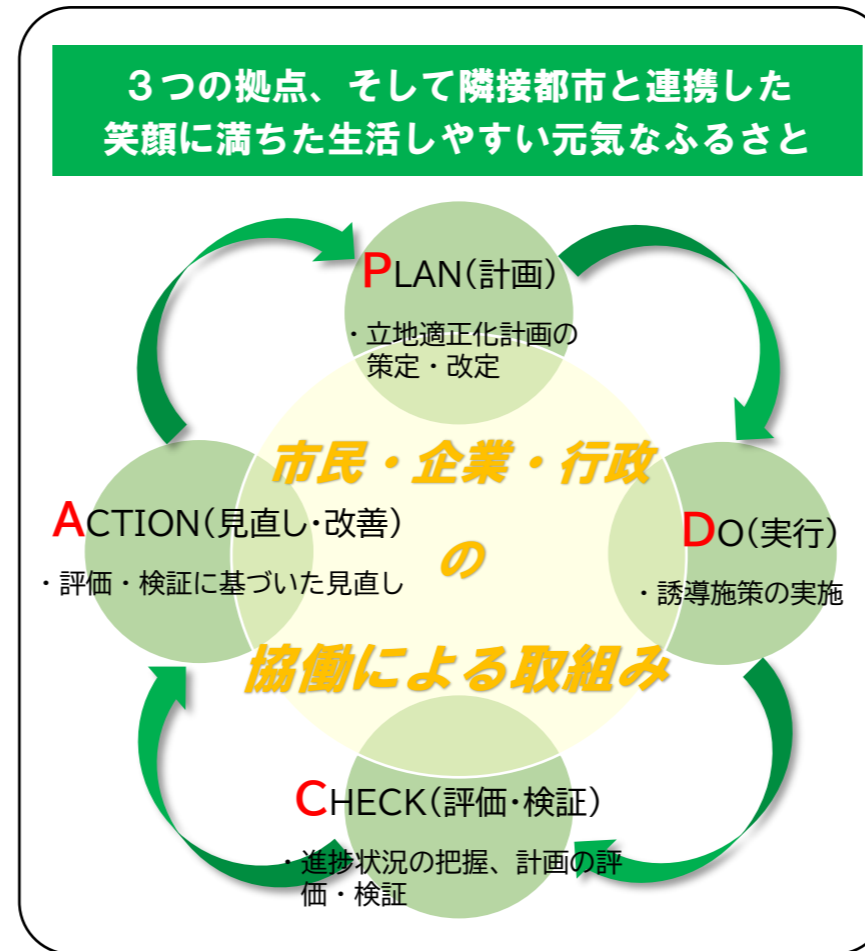 ３つの拠点、そして隣接都市と連携した
笑顔に満ちた生活しやすい元気なふるさと
PLAN(計画)
・立地適正化計画の
策定・改定
市民・企業・行政
の
協働による取組み
ACTION(見直し・改善)
・評価・検証に基づいた見直し
DO(実行)
・誘導施策の実施
CHECK(評価・検証)
・進捗状況の把握、計画の評
価・検証